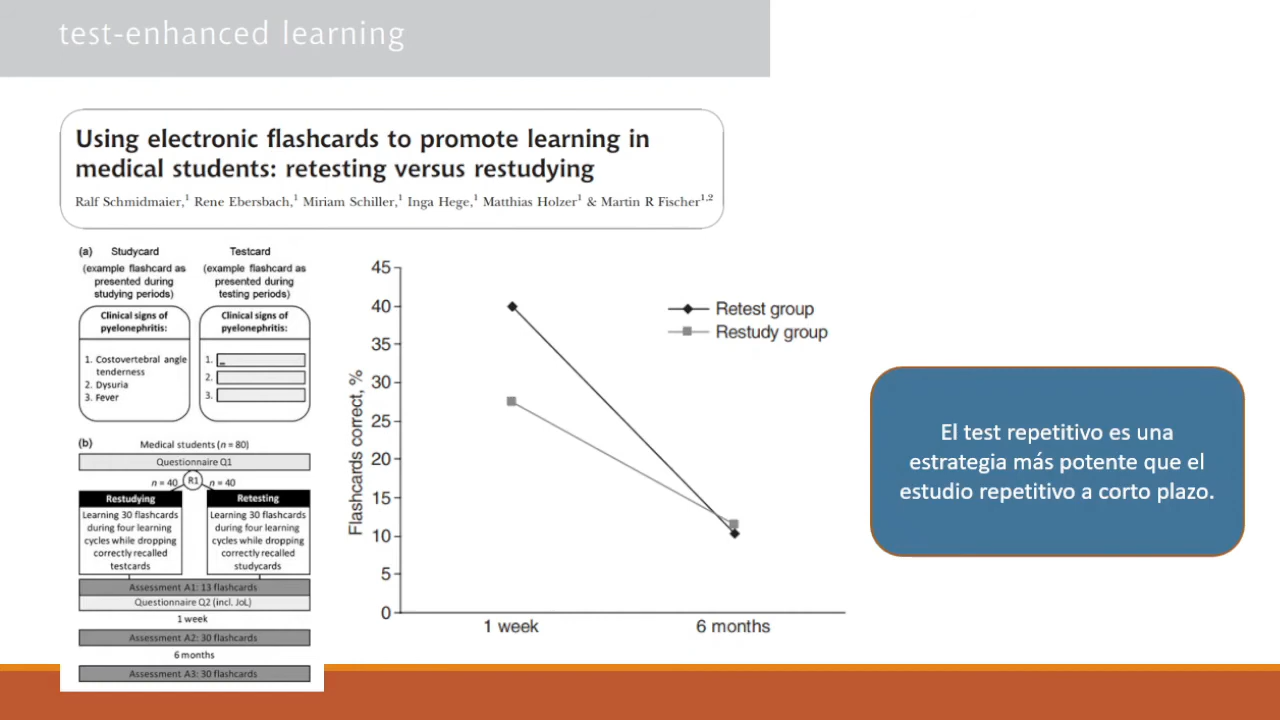 test-enhanced learning
Using electronic flashcards to promote learning in
medical students: retesting versus restudying
Ralf Schmidmaier,¹ Rene Ebersbach,¹ Miriam Schiller,¹ Inga Hege,¹ Matthias Holzer¹ & Martin R Fischer¹,²
(a) Studycard
(example flashcard as
presented during
studying periods)
Clinical signs of
pyelonephritis:
1. Costovertebral angle
tenderness
2. Dysuria
3. Fever
Testcard
(example flashcard as
presented during
testing periods)
Clinical signs of
pyelonephritis:
1. _
2.
3.
(b) Medical students (n = 80)
Questionnaire Q1
n = 40 R1 n = 40
Restudying
Learning 30 flashcards
during four learning
cycles while dropping
correctly recalled
testcards
Retesting
Learning 30 flashcards
during four learning
cycles while dropping
correctly recalled
studycards
Assessment A1: 13 flashcards
Questionnaire Q2 (incl. JoL)
1 week
Assessment A2: 30 flashcards
6 months
Assessment A3: 30 flashcards
Flashcards correct, %
45
40
35
30
25
20
15
10
5
0
1 week 6 months
Retest group
Restudy group
El test repetitivo es una
estrategia más potente que el
estudio repetitivo a corto plazo.